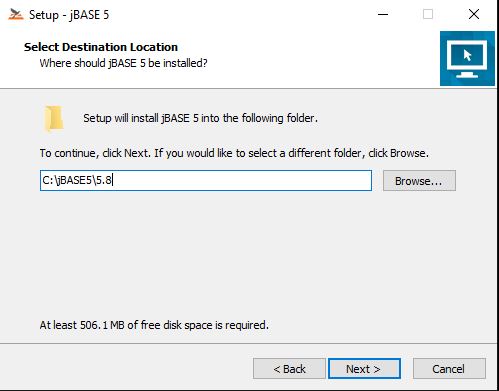 Setup - jBASE 5
Select Destination Location
Where should jBASE 5 be installed?
Setup will install jBASE 5 into the following folder.
To continue, click Next. If you would like to select a different folder, click Browse.
C:\jBASE5\5.8
Browse...
At least 506.1 MB of free disk space is required.
< Back
Next >
Cancel